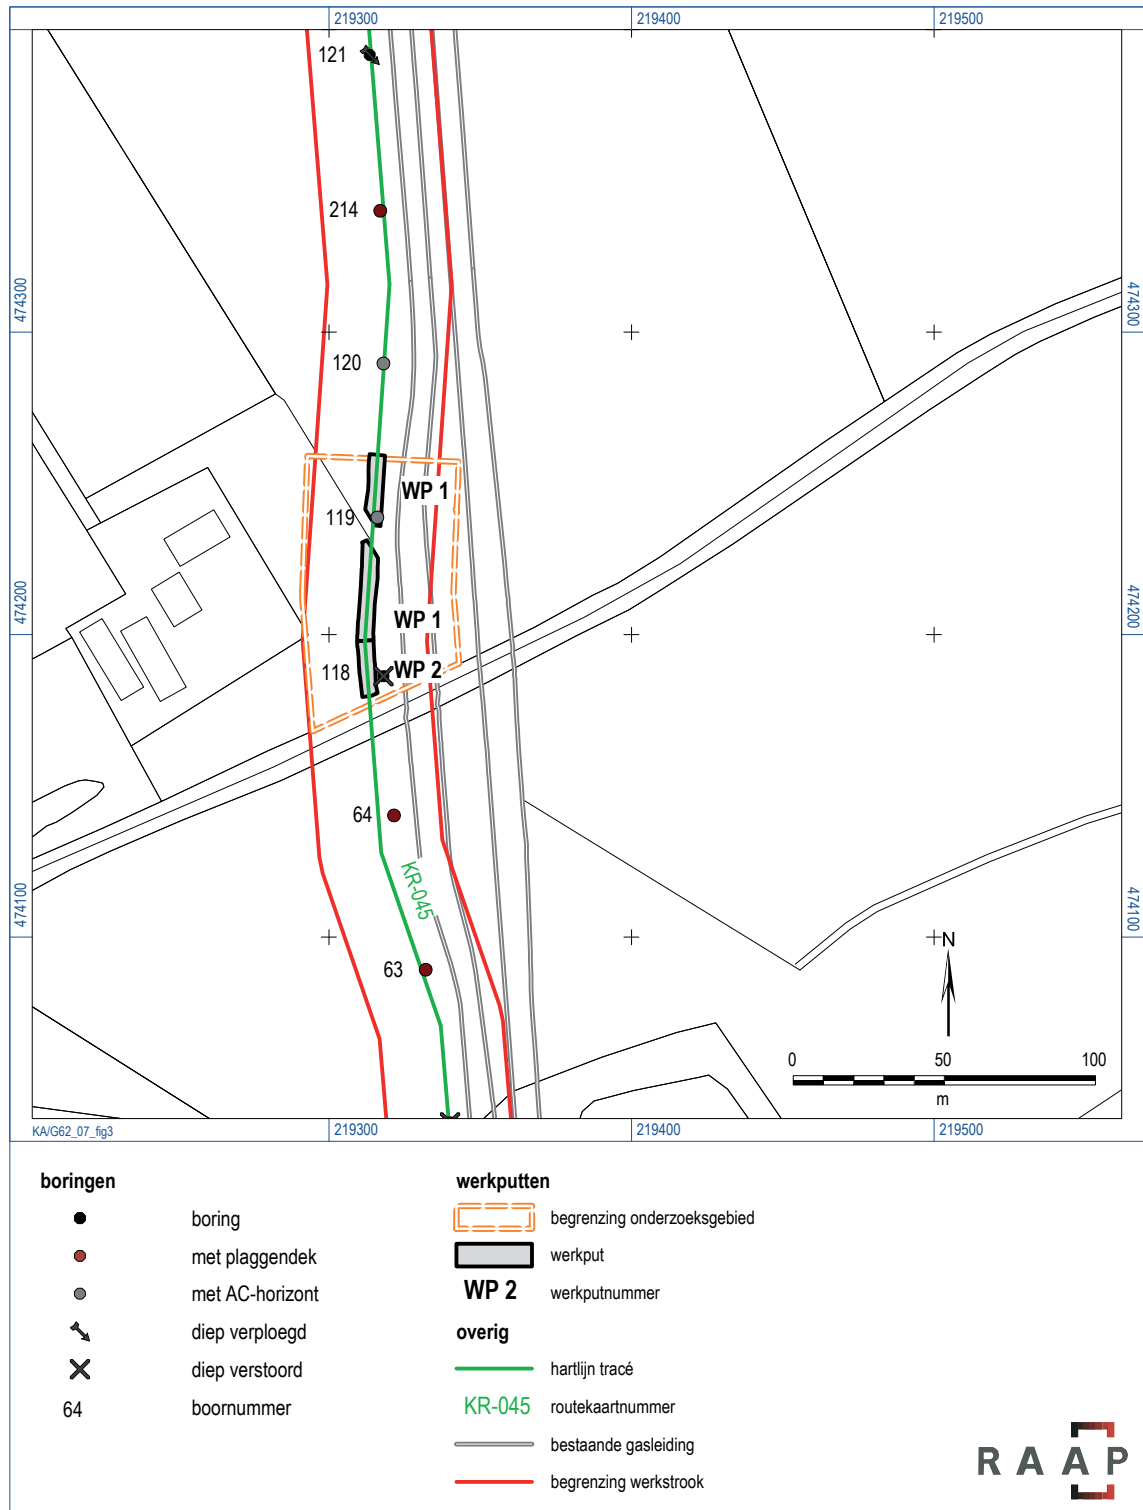 219300
219400
219500
121
214
474300
474300
120
WP 1
119
474200
474200
WP 1
118
WP 2
64
KR-045
474100
474100
63
N
0
50
100
m
KA/G62_07_fig3
219300
219400
219500
boringen
boring
met plaggendek
met AC-horizont
diep verploegd
diep verstoord
64
boornummer
werkputten
begrenzing onderzoeksgebied
werkput
WP 2
werkputnummer
overig
hartlijn tracé
KR-045
routekaartnummer
bestaande gasleiding
begrenzing werkstrook
RAAP